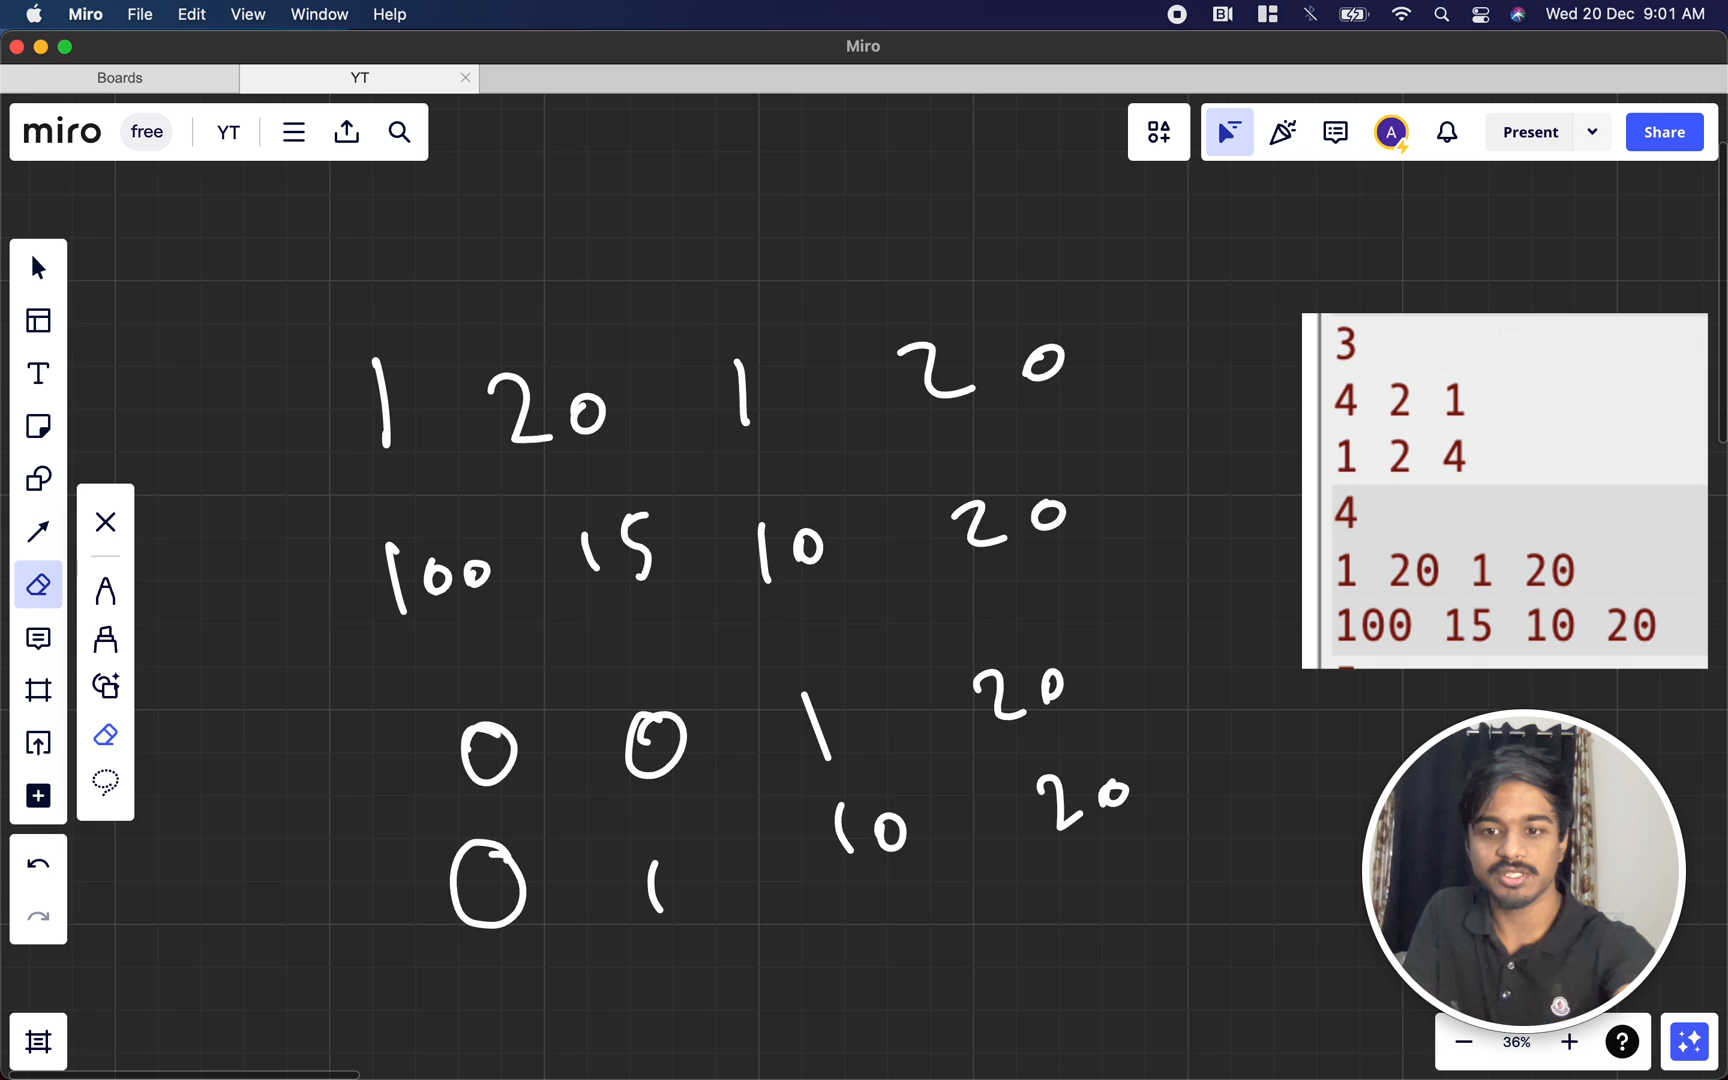 Miro File Edit View Window Help
Wed 20 Dec 9:01 AM
Miro
Boards YT
miro free YT
A Present Share
1 20 1 20
100 15 10 20
0 0 1 20
0 1 10 20
3
4 2 1
1 2 4
4
1 20 1 20
100 15 10 20
36%